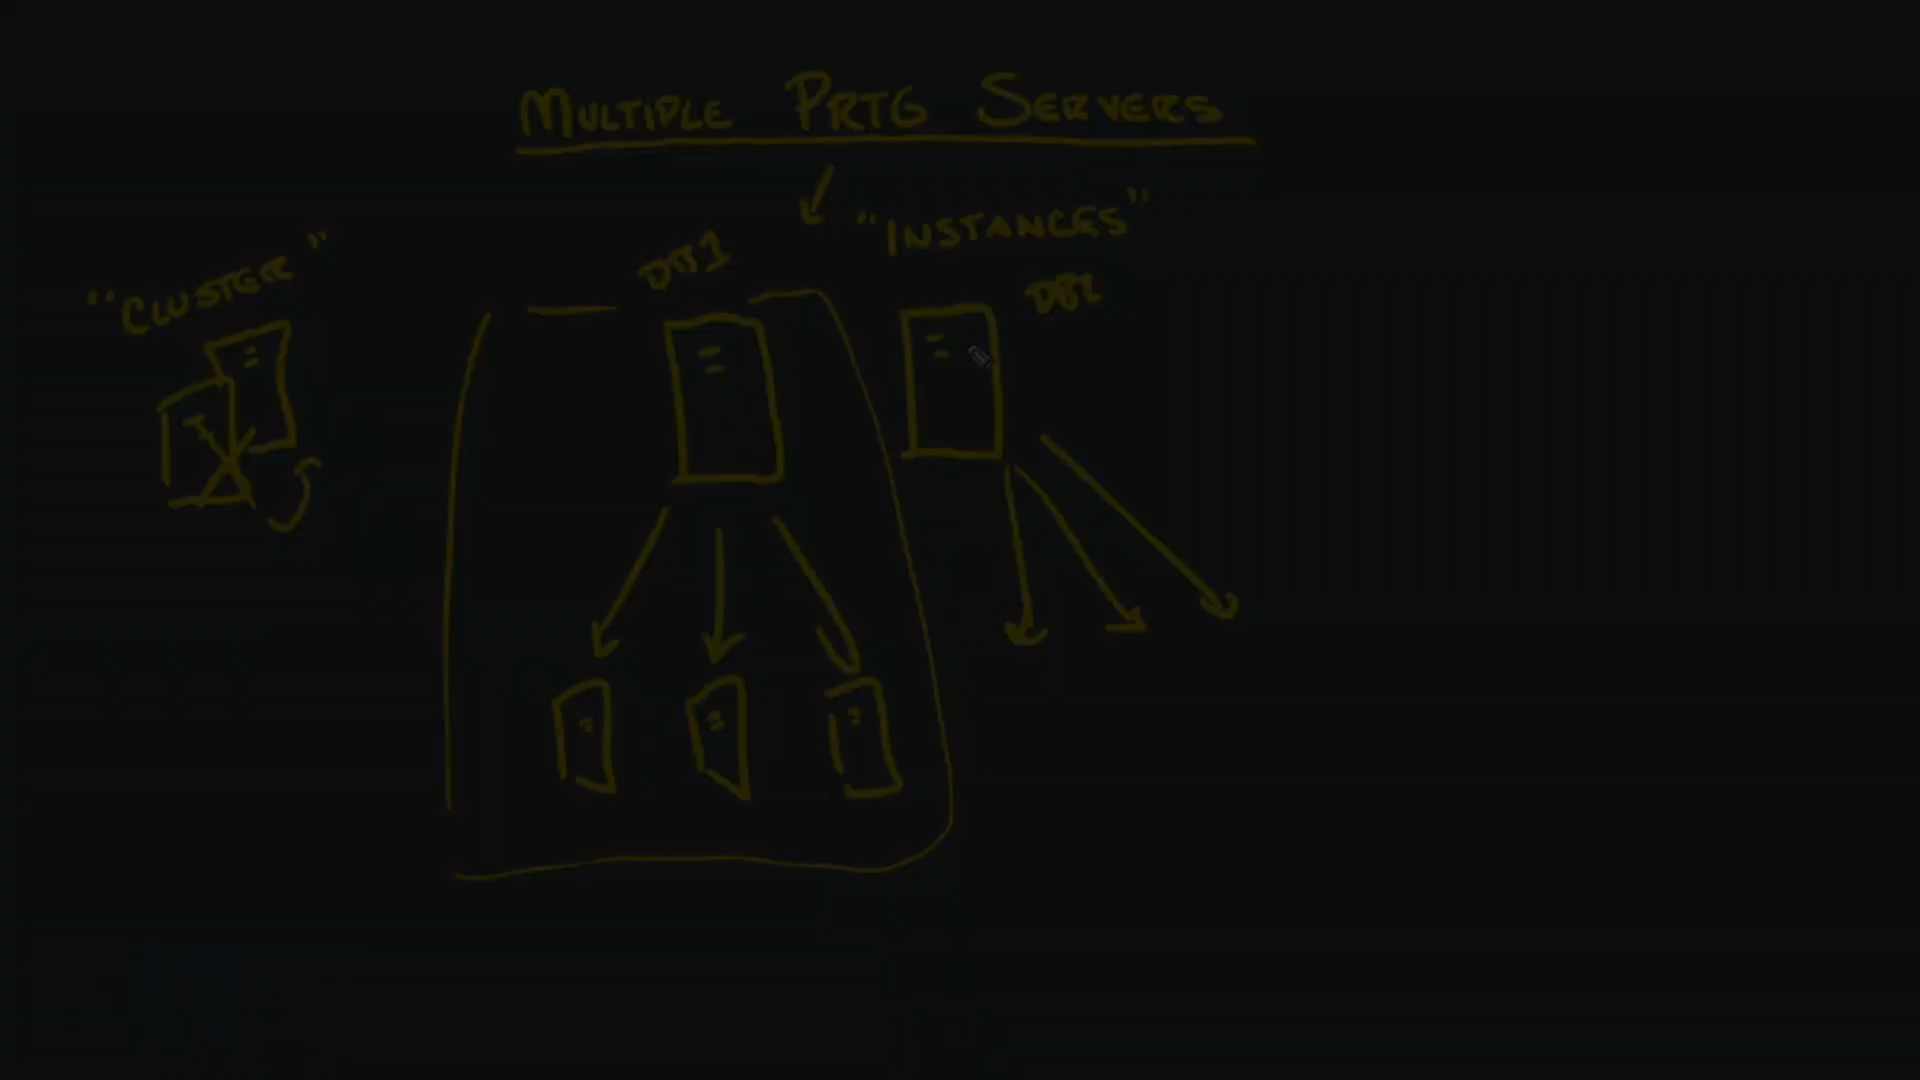 MULTIPLE PRTG SERVERS
"INSTANCES"
"CLUSTER"
DB1
DB2